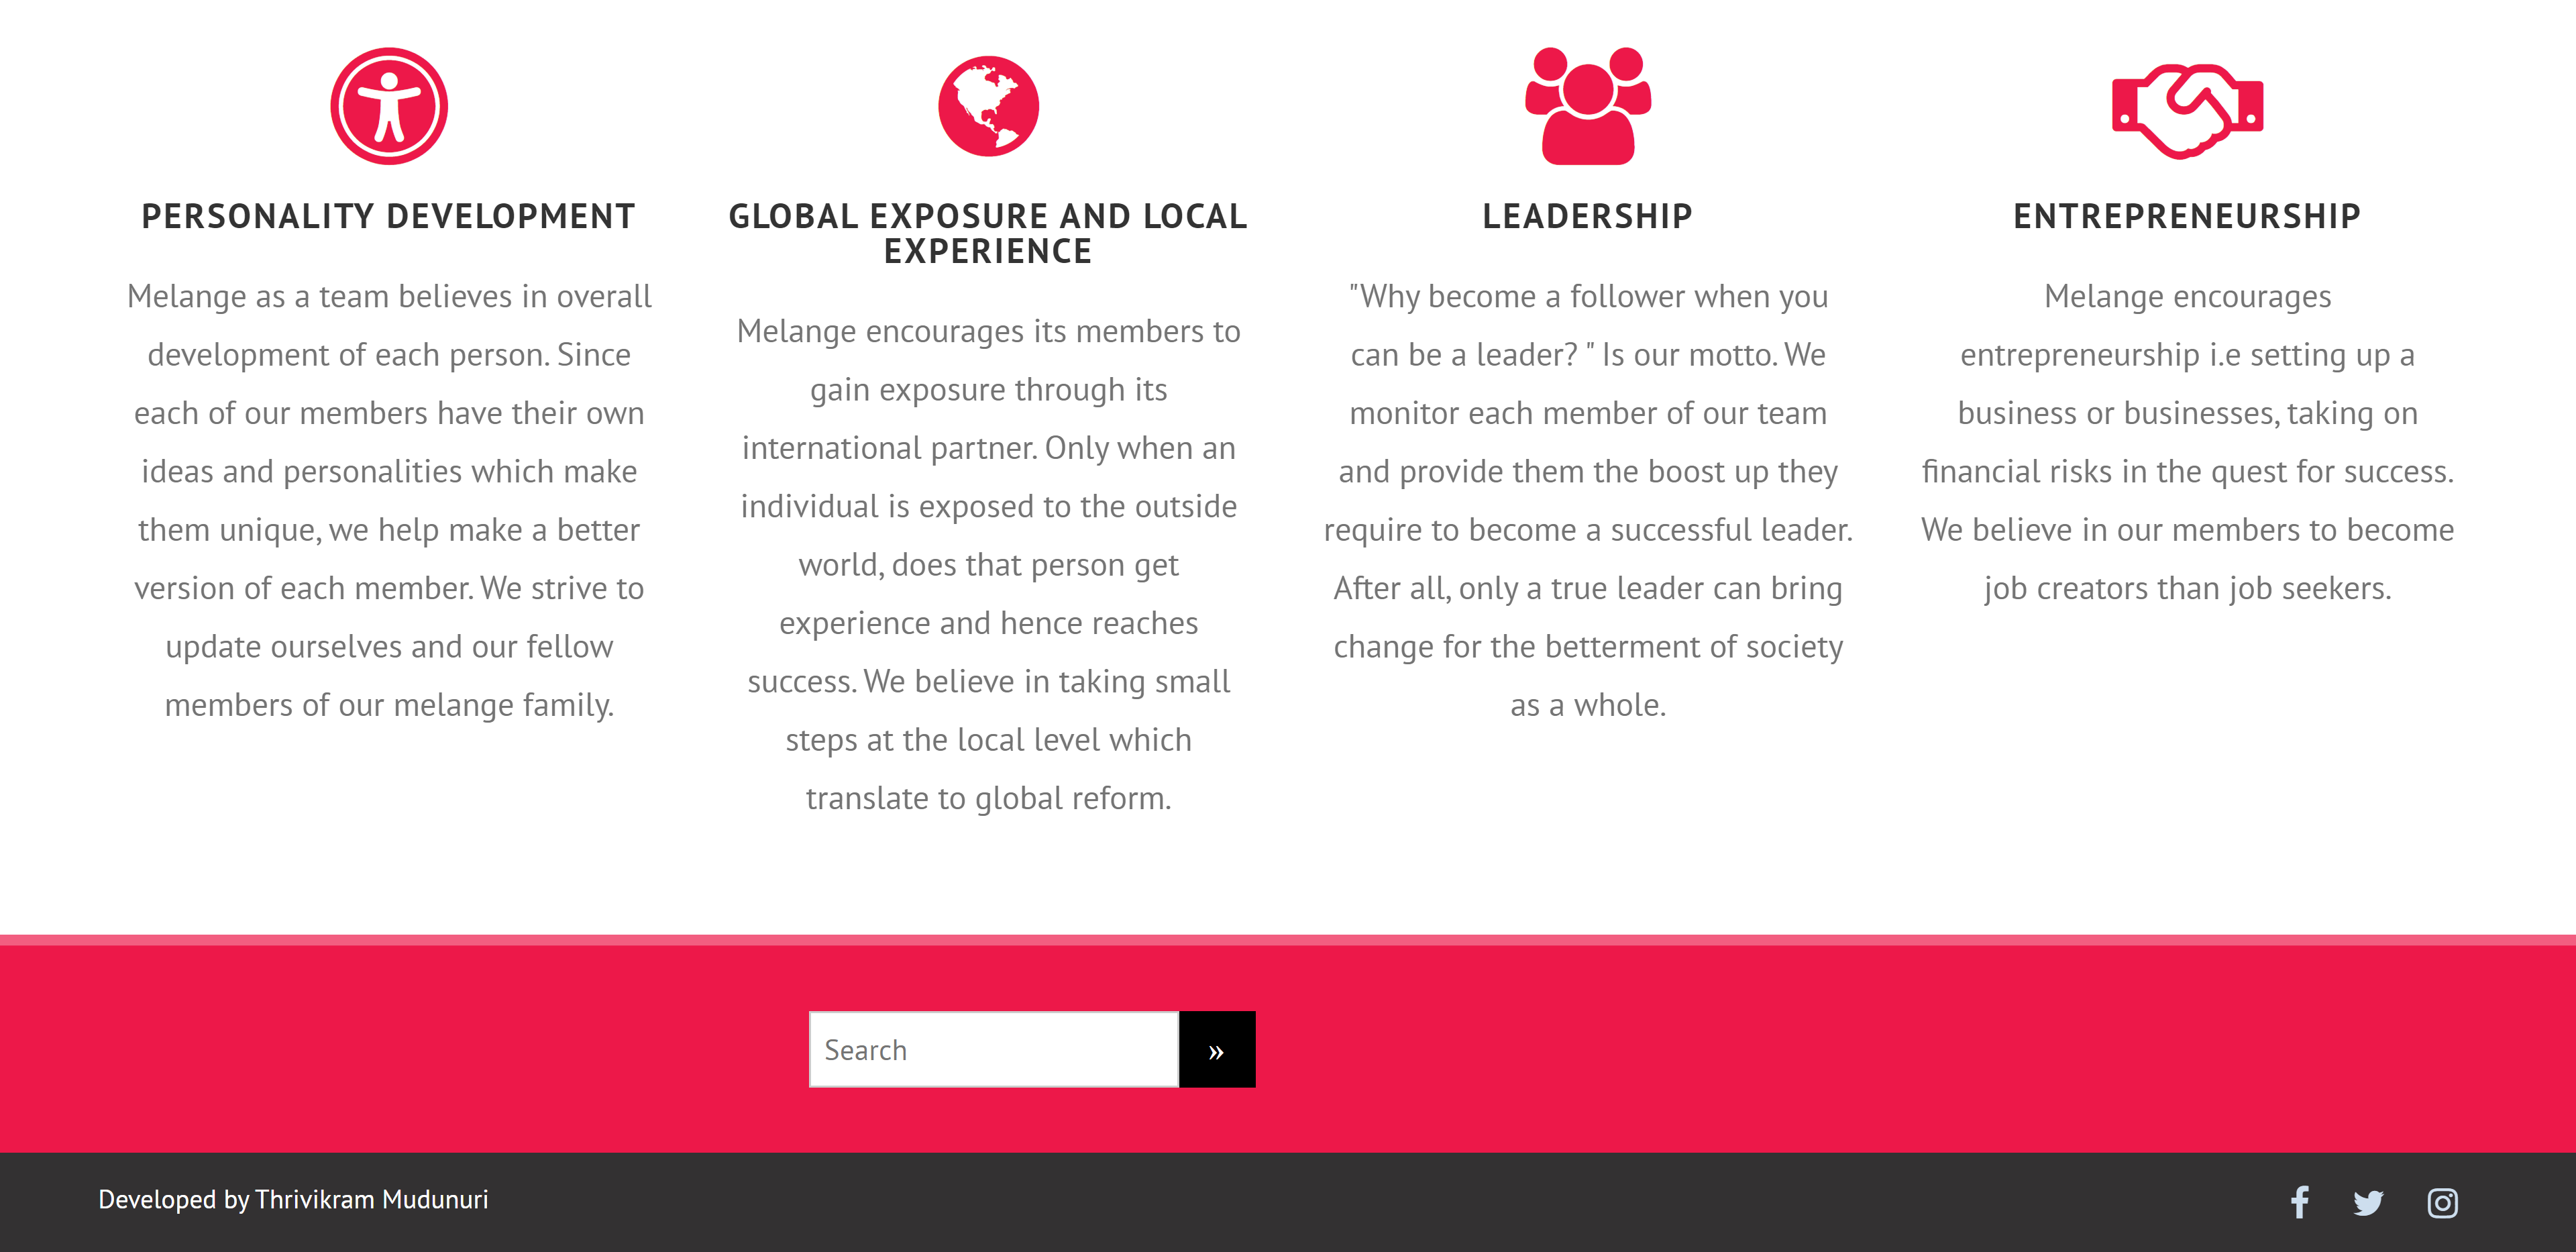 PERSONALITY DEVELOPMENT
Melange as a team believes in overall
development of each person. Since
each of our members have their own
ideas and personalities which make
them unique, we help make a better
version of each member. We strive to
update ourselves and our fellow
members of our melange family.
GLOBAL EXPOSURE AND LOCAL
EXPERIENCE
Melange encourages its members to
gain exposure through its
international partner. Only when an
individual is exposed to the outside
world, does that person get
experience and hence reaches
success. We believe in taking small
steps at the local level which
translate to global reform.
LEADERSHIP
"Why become a follower when you
can be a leader? " Is our motto. We
monitor each member of our team
and provide them the boost up they
require to become a successful leader.
After all, only a true leader can bring
change for the betterment of society
as a whole.
ENTREPRENEURSHIP
Melange encourages
entrepreneurship i.e setting up a
business or businesses, taking on
financial risks in the quest for success.
We believe in our members to become
job creators than job seekers.
Search »
Developed by Thrivikram Mudunuri